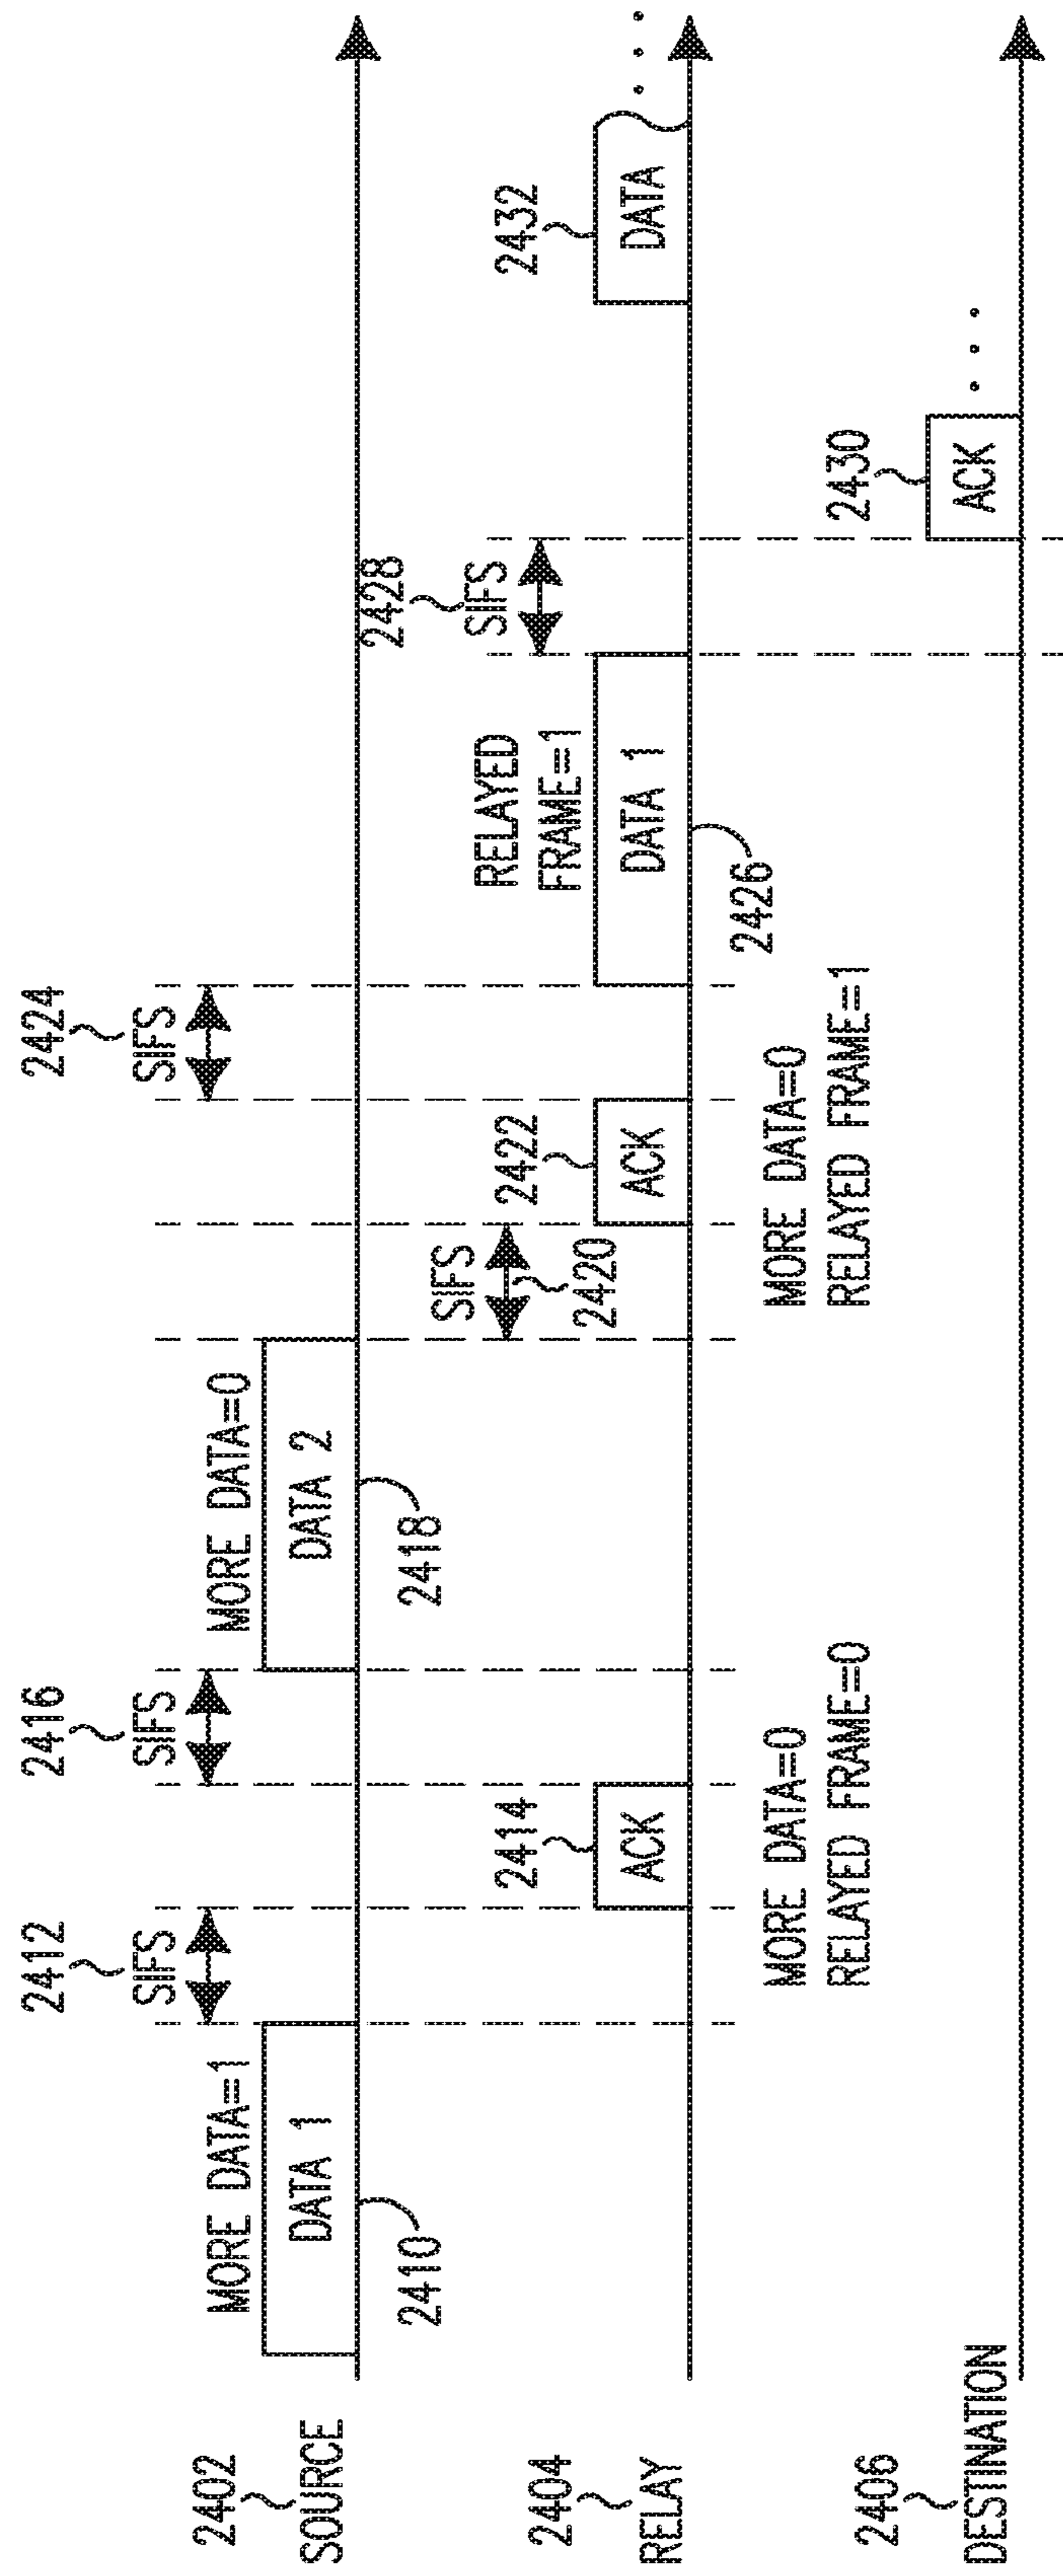 2402
SOURCE
MORE DATA=1
DATA 1
2410
2412
SIFS
2416
SIFS
MORE DATA=0
DATA 2
2418
2424
SIFS
2404
RELAY
2414
ACK
MORE DATA=0
RELAYED FRAME=0
SIFS
2420
2422
ACK
MORE DATA=0
RELAYED FRAME=1
RELAYED
FRAME=1
DATA 1
2426
2428
SIFS
2432
DATA
2406
DESTINATION
2430
ACK